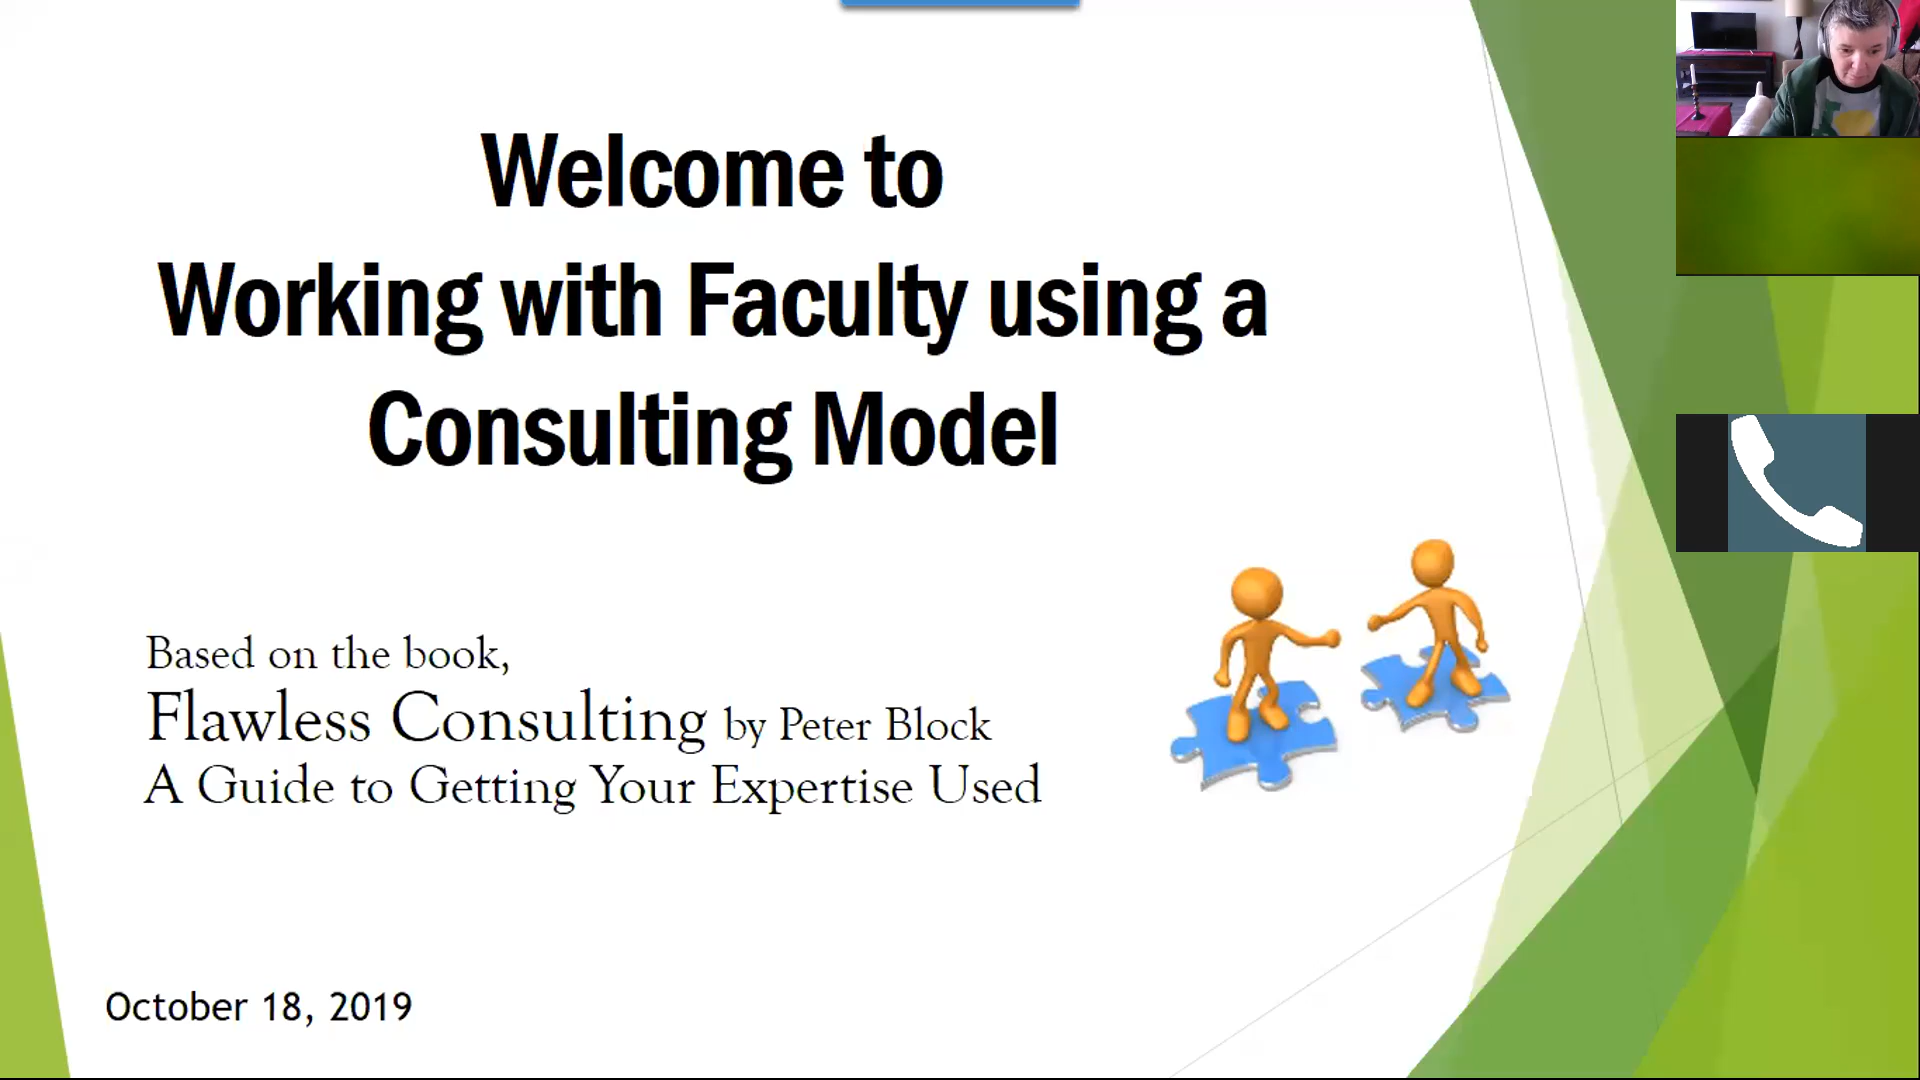 Welcome to
Working with Faculty using a
Consulting Model
Based on the book,
Flawless Consulting by Peter Block
A Guide to Getting Your Expertise Used
October 18, 2019